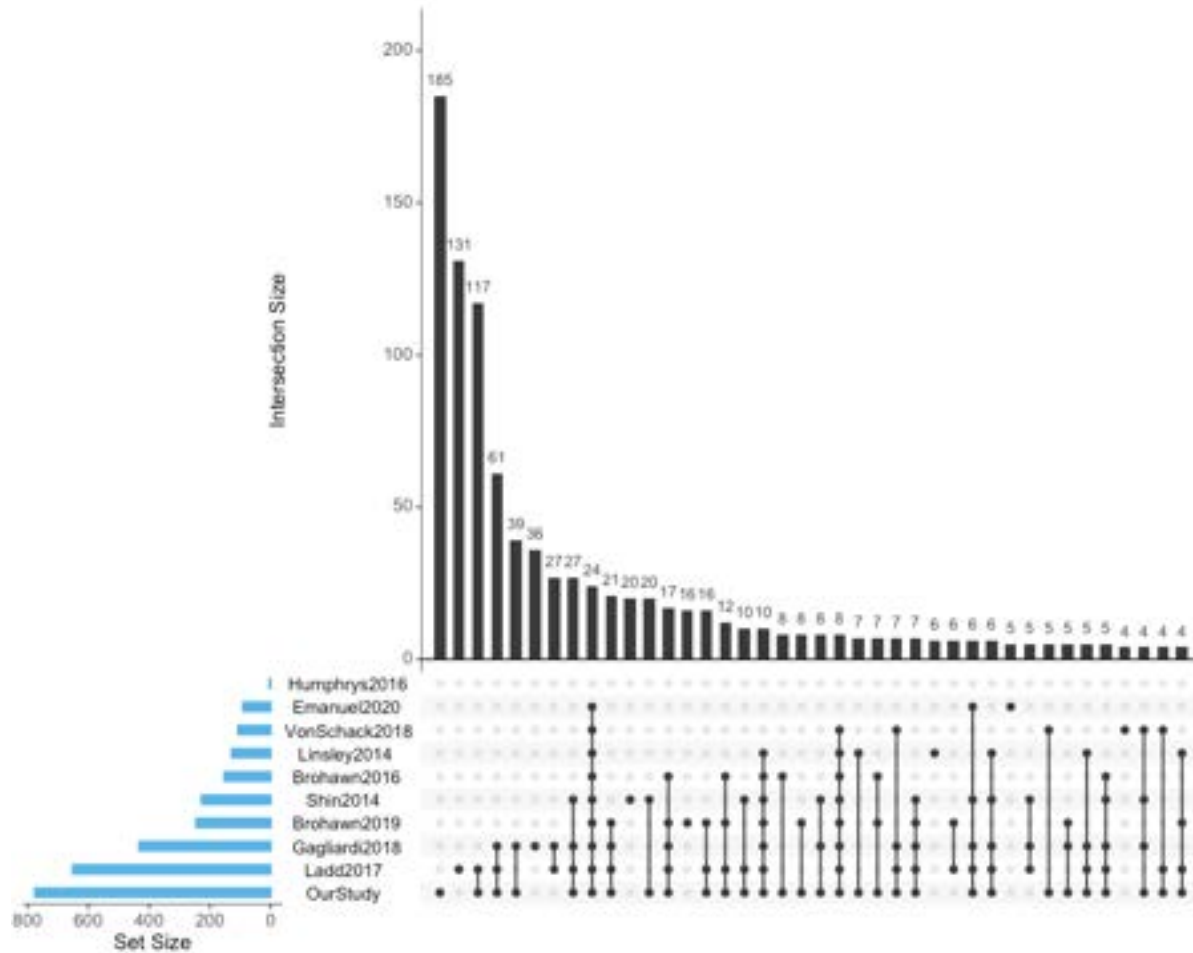 200
185
150
131
117
100
61
50
39 36 27 27 24 21 20 20 17 16 16 12 10 10 8 8 8 8 7 7 7 7 6 6 6 6 5 5 5 5 5 5 4 4 4 4
0
Intersection Size
Humphrys2016
Emanuel2020
VonSchack2018
Linsley2014
Brohawn2016
Shin2014
Brohawn2019
Gagliardi2018
Ladd2017
OurStudy
800 600 400 200 0
Set Size